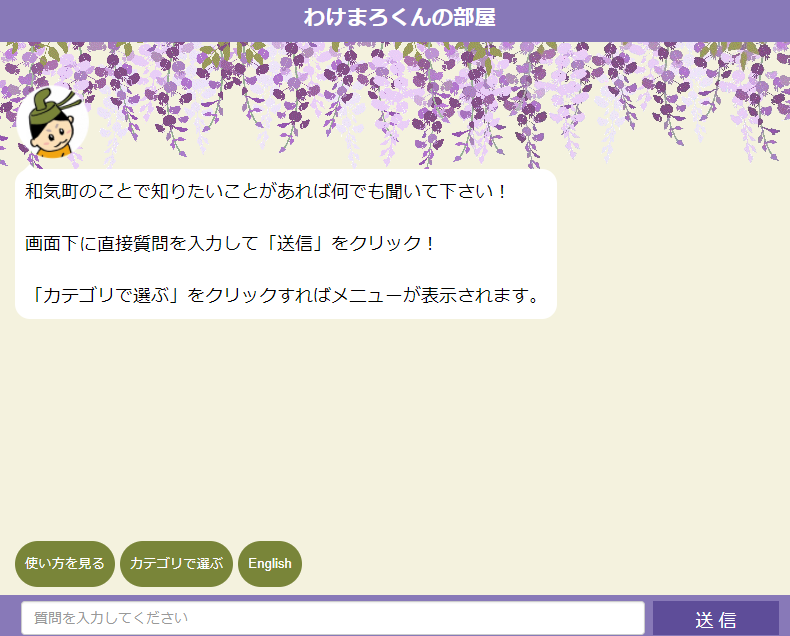 わけまろくんの部屋
和気町のことで知りたいことがあれば何でも聞いて下さい！
画面下に直接質問を入力して「送信」をクリック！
「カテゴリで選ぶ」をクリックすればメニューが表示されます。
使い方を見る
カテゴリで選ぶ
English
質問を入力してください
送 信